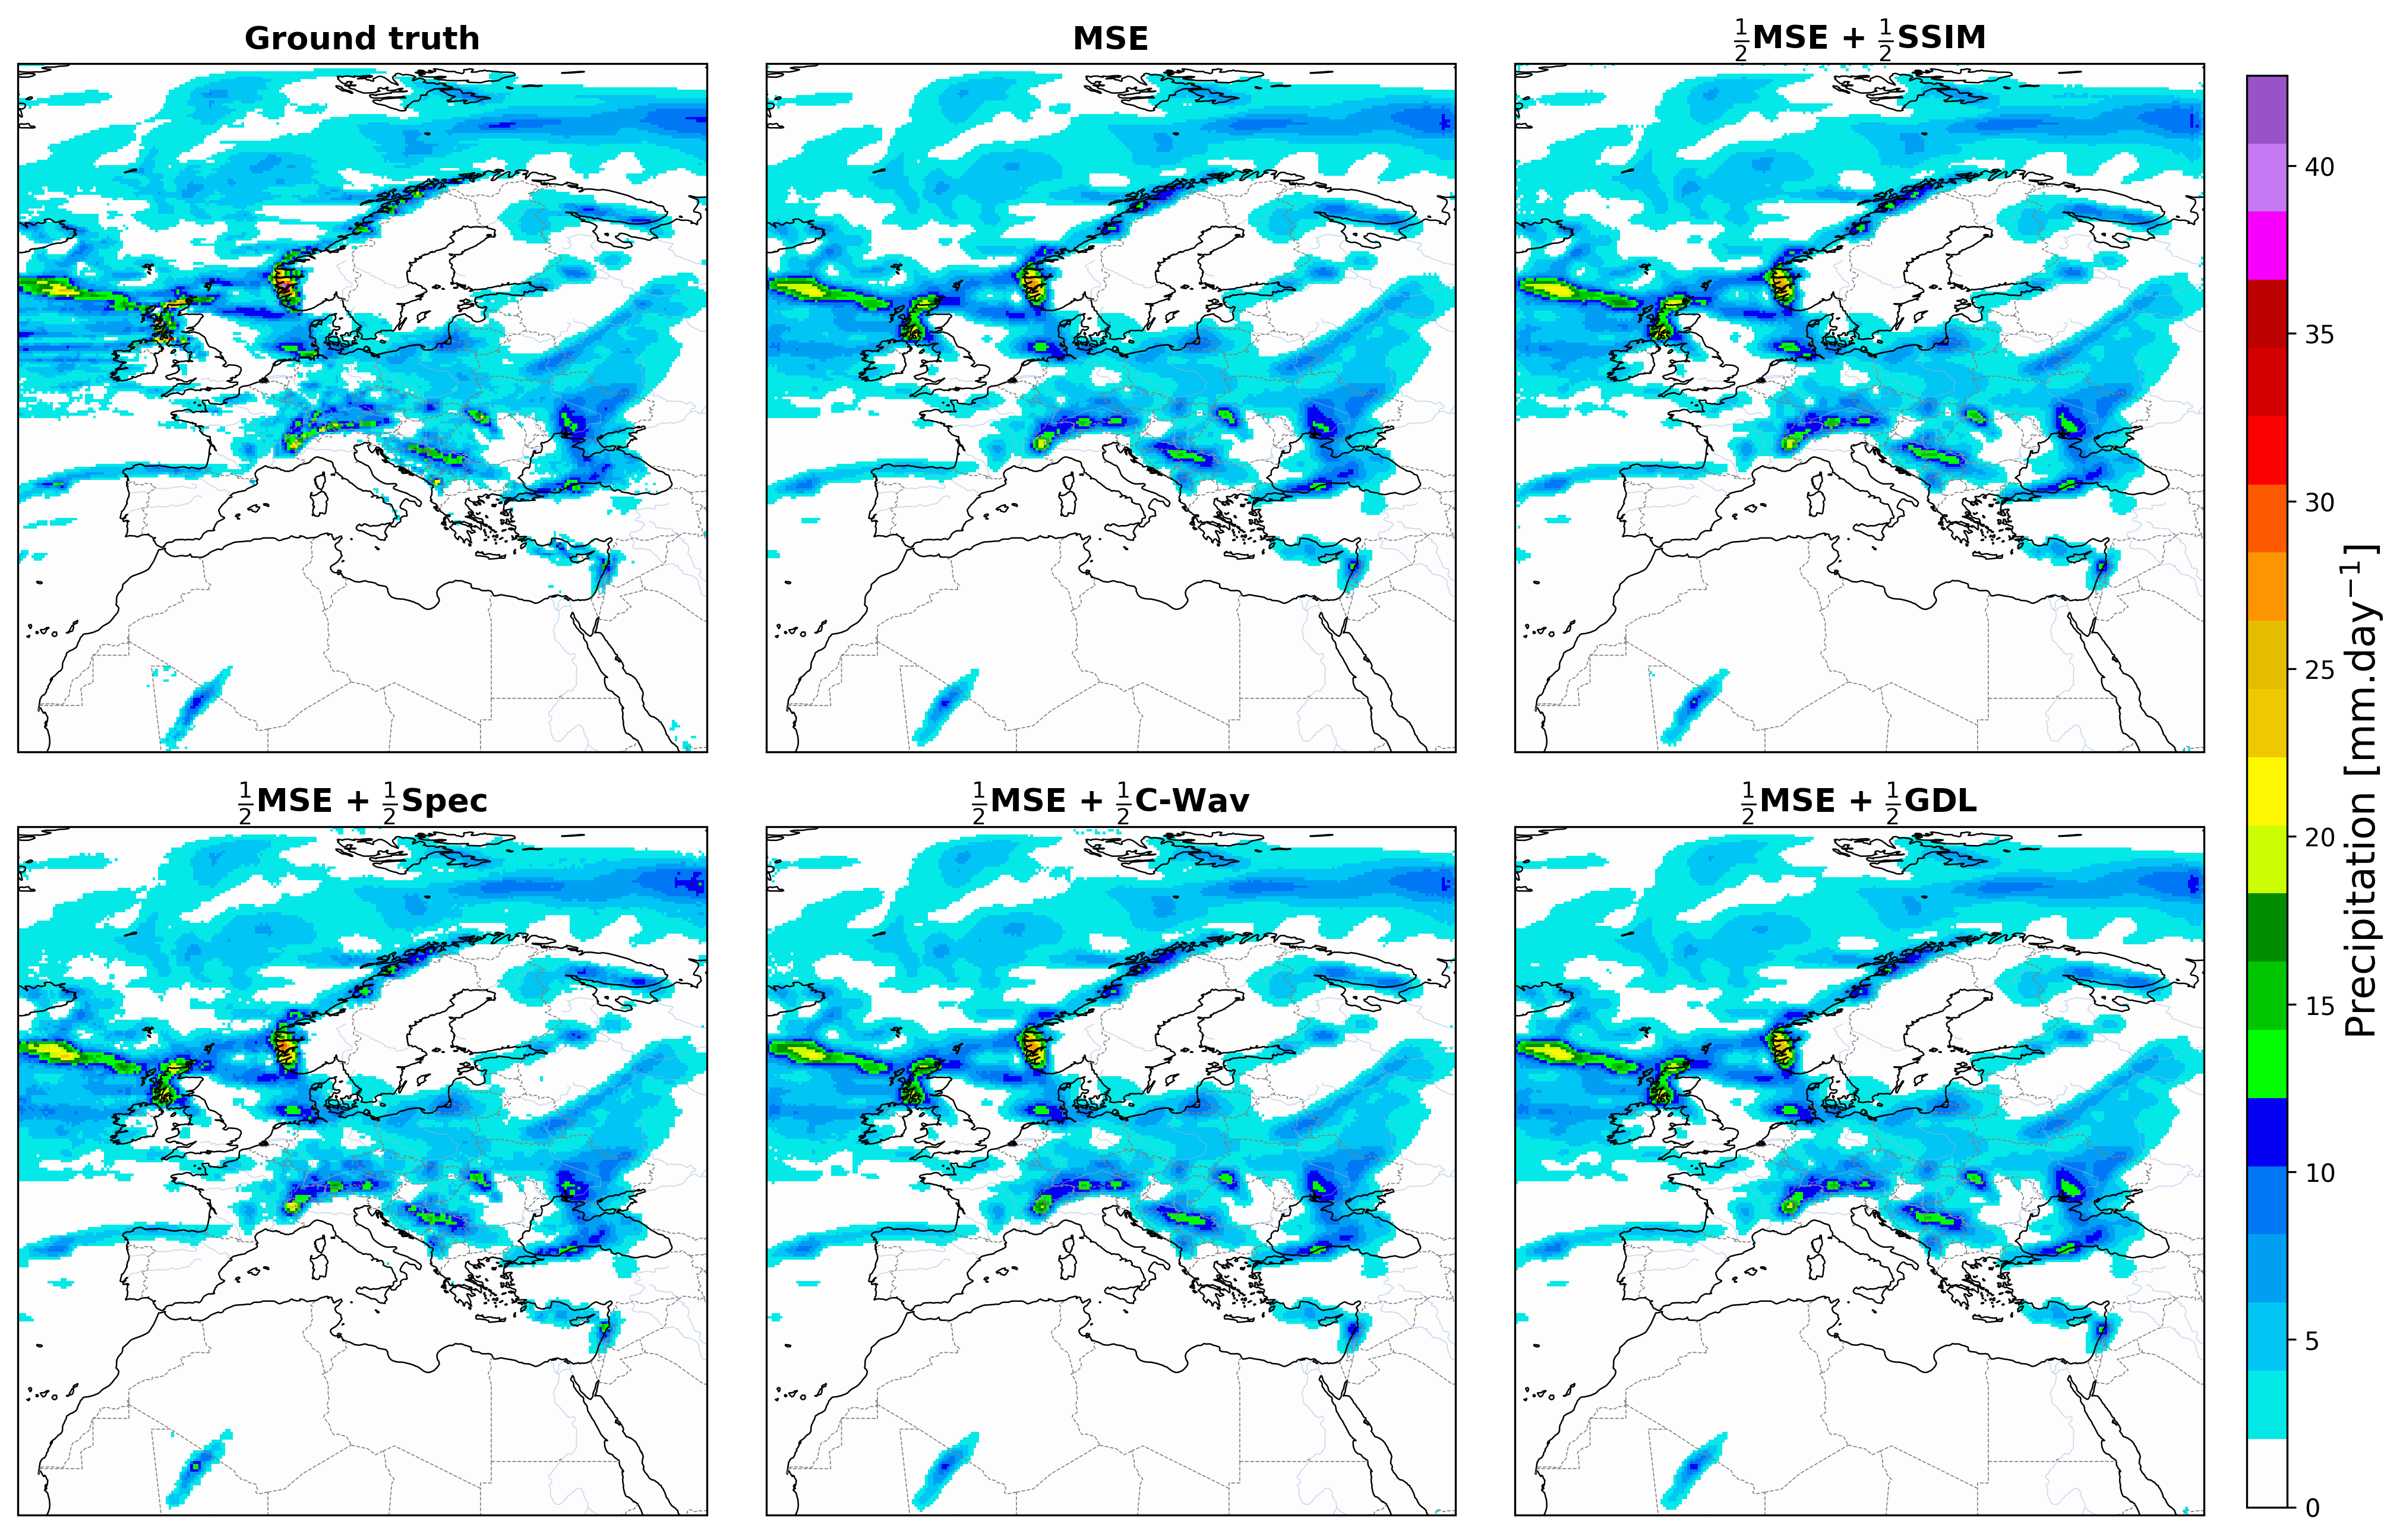 Ground truth
MSE
½MSE + ½SSIM
½MSE + ½Spec
½MSE + ½C-Wav
½MSE + ½GDL
40
35
30
25
20
15
10
5
0
Precipitation [mm.day⁻¹]